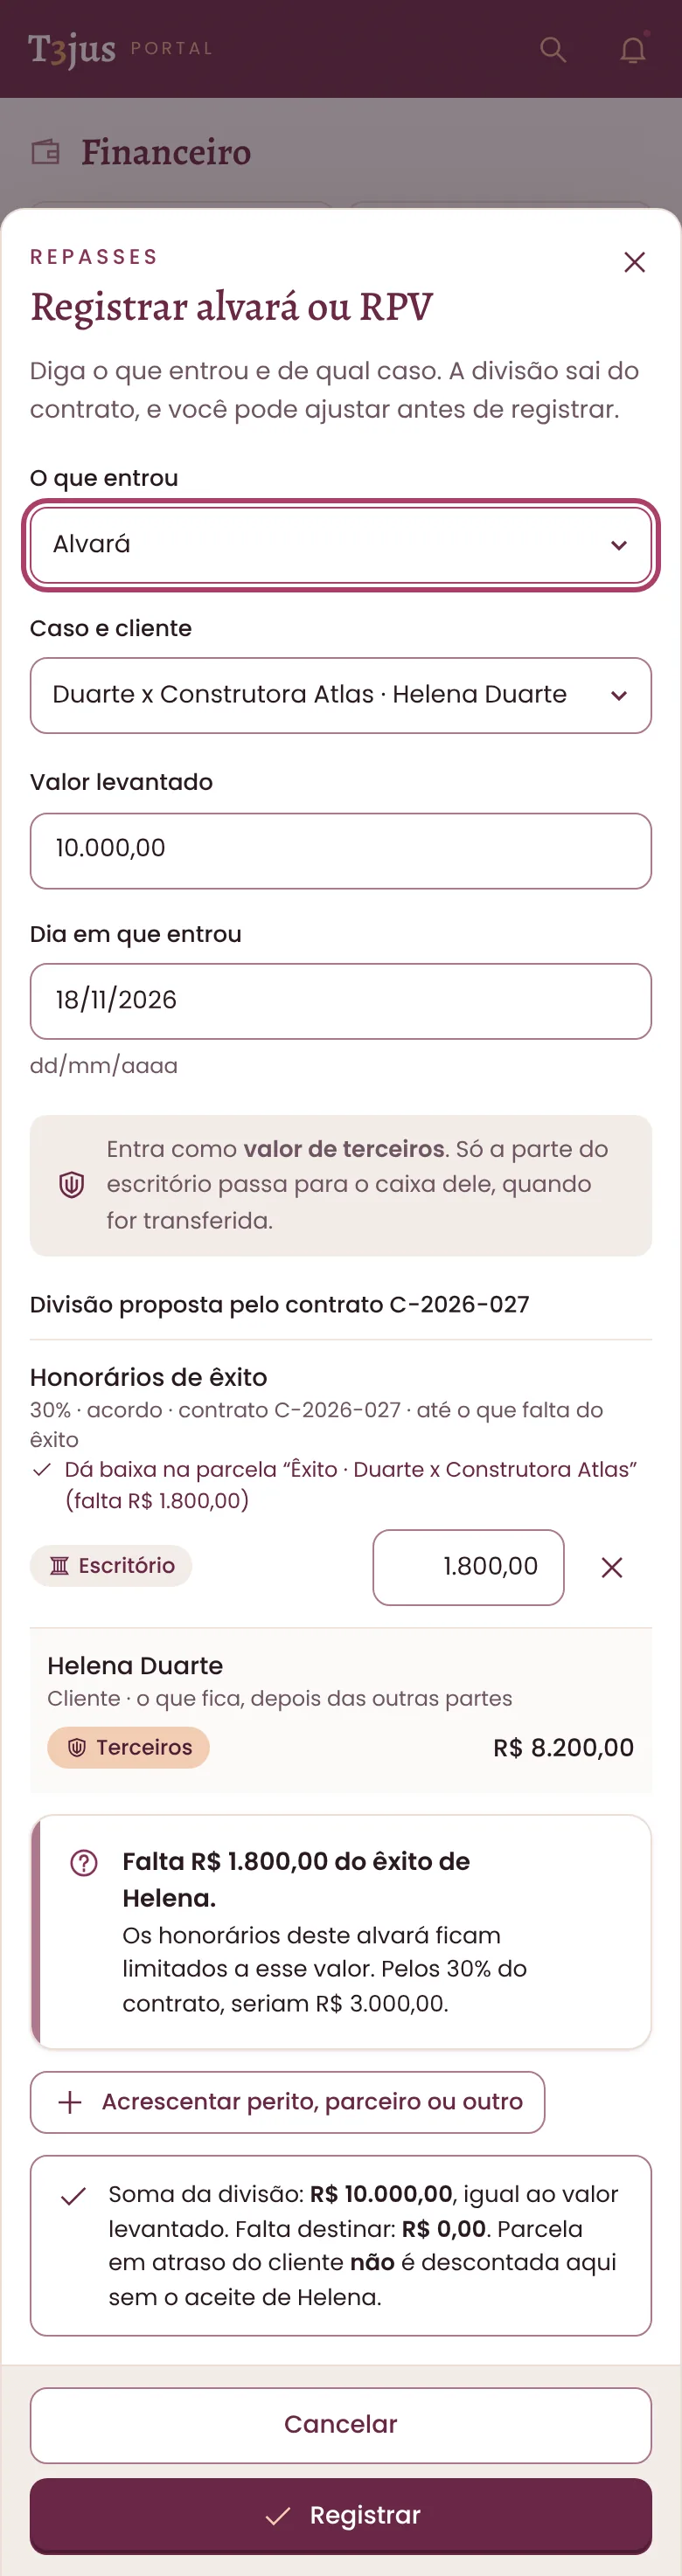 T3jus PORTAL
Financeiro
REPASSES
Registrar alvará ou RPV
Diga o que entrou e de qual caso. A divisão sai do
contrato, e você pode ajustar antes de registrar.
O que entrou
Alvará
Caso e cliente
Duarte x Construtora Atlas · Helena Duarte
Valor levantado
10.000,00
Dia em que entrou
18/11/2026
dd/mm/aaaa
Entra como valor de terceiros. Só a parte do
escritório passa para o caixa dele, quando
for transferida.
Divisão proposta pelo contrato C-2026-027
Honorários de êxito
30% · acordo · contrato C-2026-027 · até o que falta do
êxito
Dá baixa na parcela “Êxito · Duarte x Construtora Atlas”
(falta R$ 1.800,00)
Escritório
1.800,00
Helena Duarte
Cliente · o que fica, depois das outras partes
Terceiros
R$ 8.200,00
Falta R$ 1.800,00 do êxito de
Helena.
Os honorários deste alvará ficam
limitados a esse valor. Pelos 30% do
contrato, seriam R$ 3.000,00.
Acrescentar perito, parceiro ou outro
Soma da divisão: R$ 10.000,00, igual ao valor
levantado. Falta destinar: R$ 0,00. Parcela
em atraso do cliente não é descontada aqui
sem o aceite de Helena.
Cancelar
Registrar